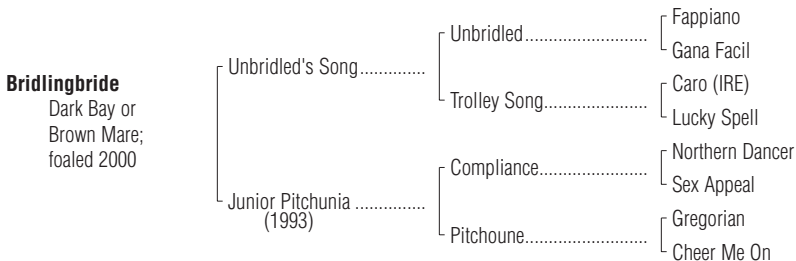 Fappiano
Unbridled..............................
Gana Facil
Unbridled's Song..............
Caro (IRE)
Trolley Song.........................
Lucky Spell
Bridlingbride
Dark Bay or
Brown Mare;
foaled 2000
Northern Dancer
Compliance..........................
Sex Appeal
Junior Pitchunia ...............
(1993)
Gregorian
Pitchoune.............................
Cheer Me On